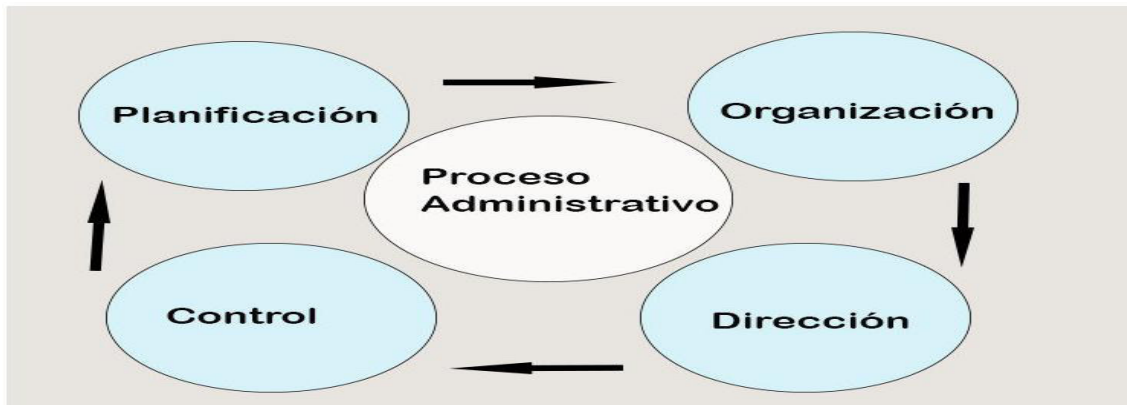 Planificación
Organización
Proceso
Administrativo
Control
Dirección